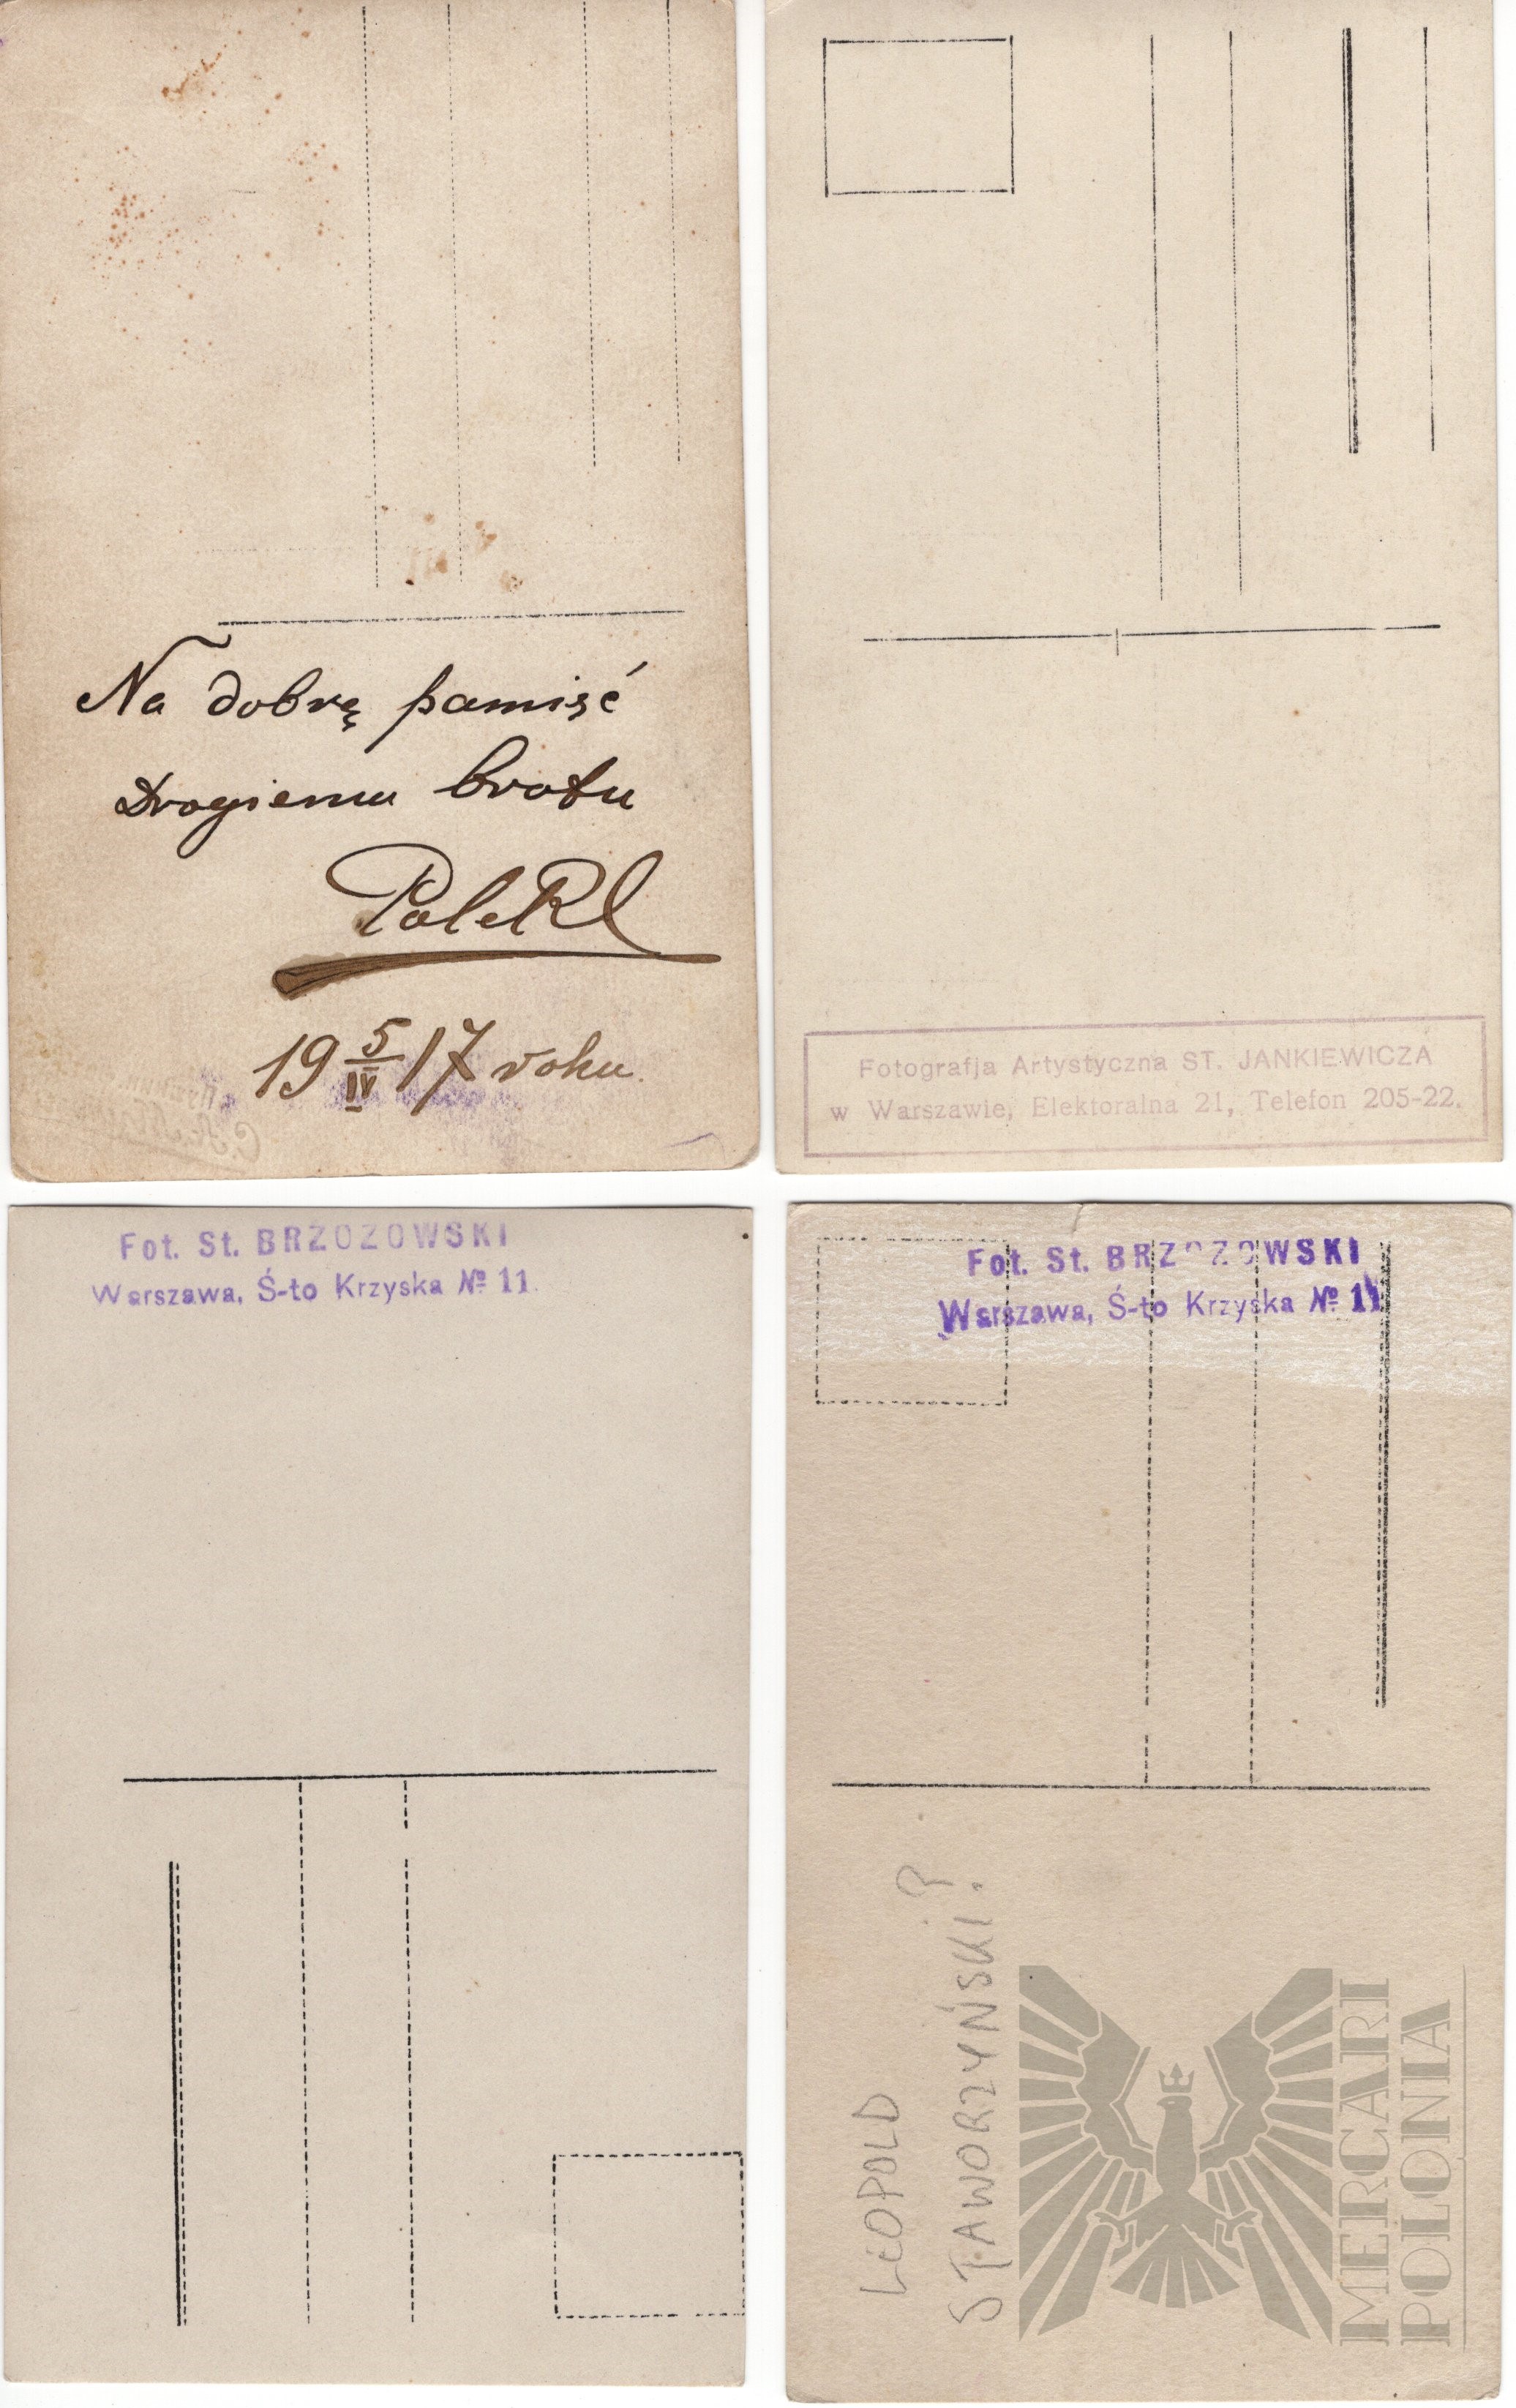 Na dobrą pamięć
Drogiemu bratu
19 5/IV 17 roku.
Fotografja Artystyczna ST. JANKIEWICZA
w Warszawie, Elektoralna 21, Telefon 205-22.
Fot. St. BRZOZOWSKI
Warszawa, Ś-to Krzyska № 11.
Fot. St. BRZOZOWSKI
Warszawa, Ś-to Krzyska № 11
LEOPOLD
STAWORZYŃSKI?
MERCARI
POLONIA